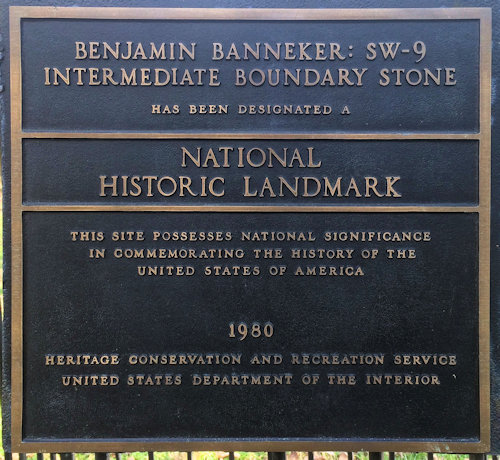 BENJAMIN BANNEKER: SW-9
INTERMEDIATE BOUNDARY STONE
HAS BEEN DESIGNATED A
NATIONAL
HISTORIC LANDMARK
THIS SITE POSSESSES NATIONAL SIGNIFICANCE
IN COMMEMORATING THE HISTORY OF THE
UNITED STATES OF AMERICA
1980
HERITAGE CONSERVATION AND RECREATION SERVICE
UNITED STATES DEPARTMENT OF THE INTERIOR